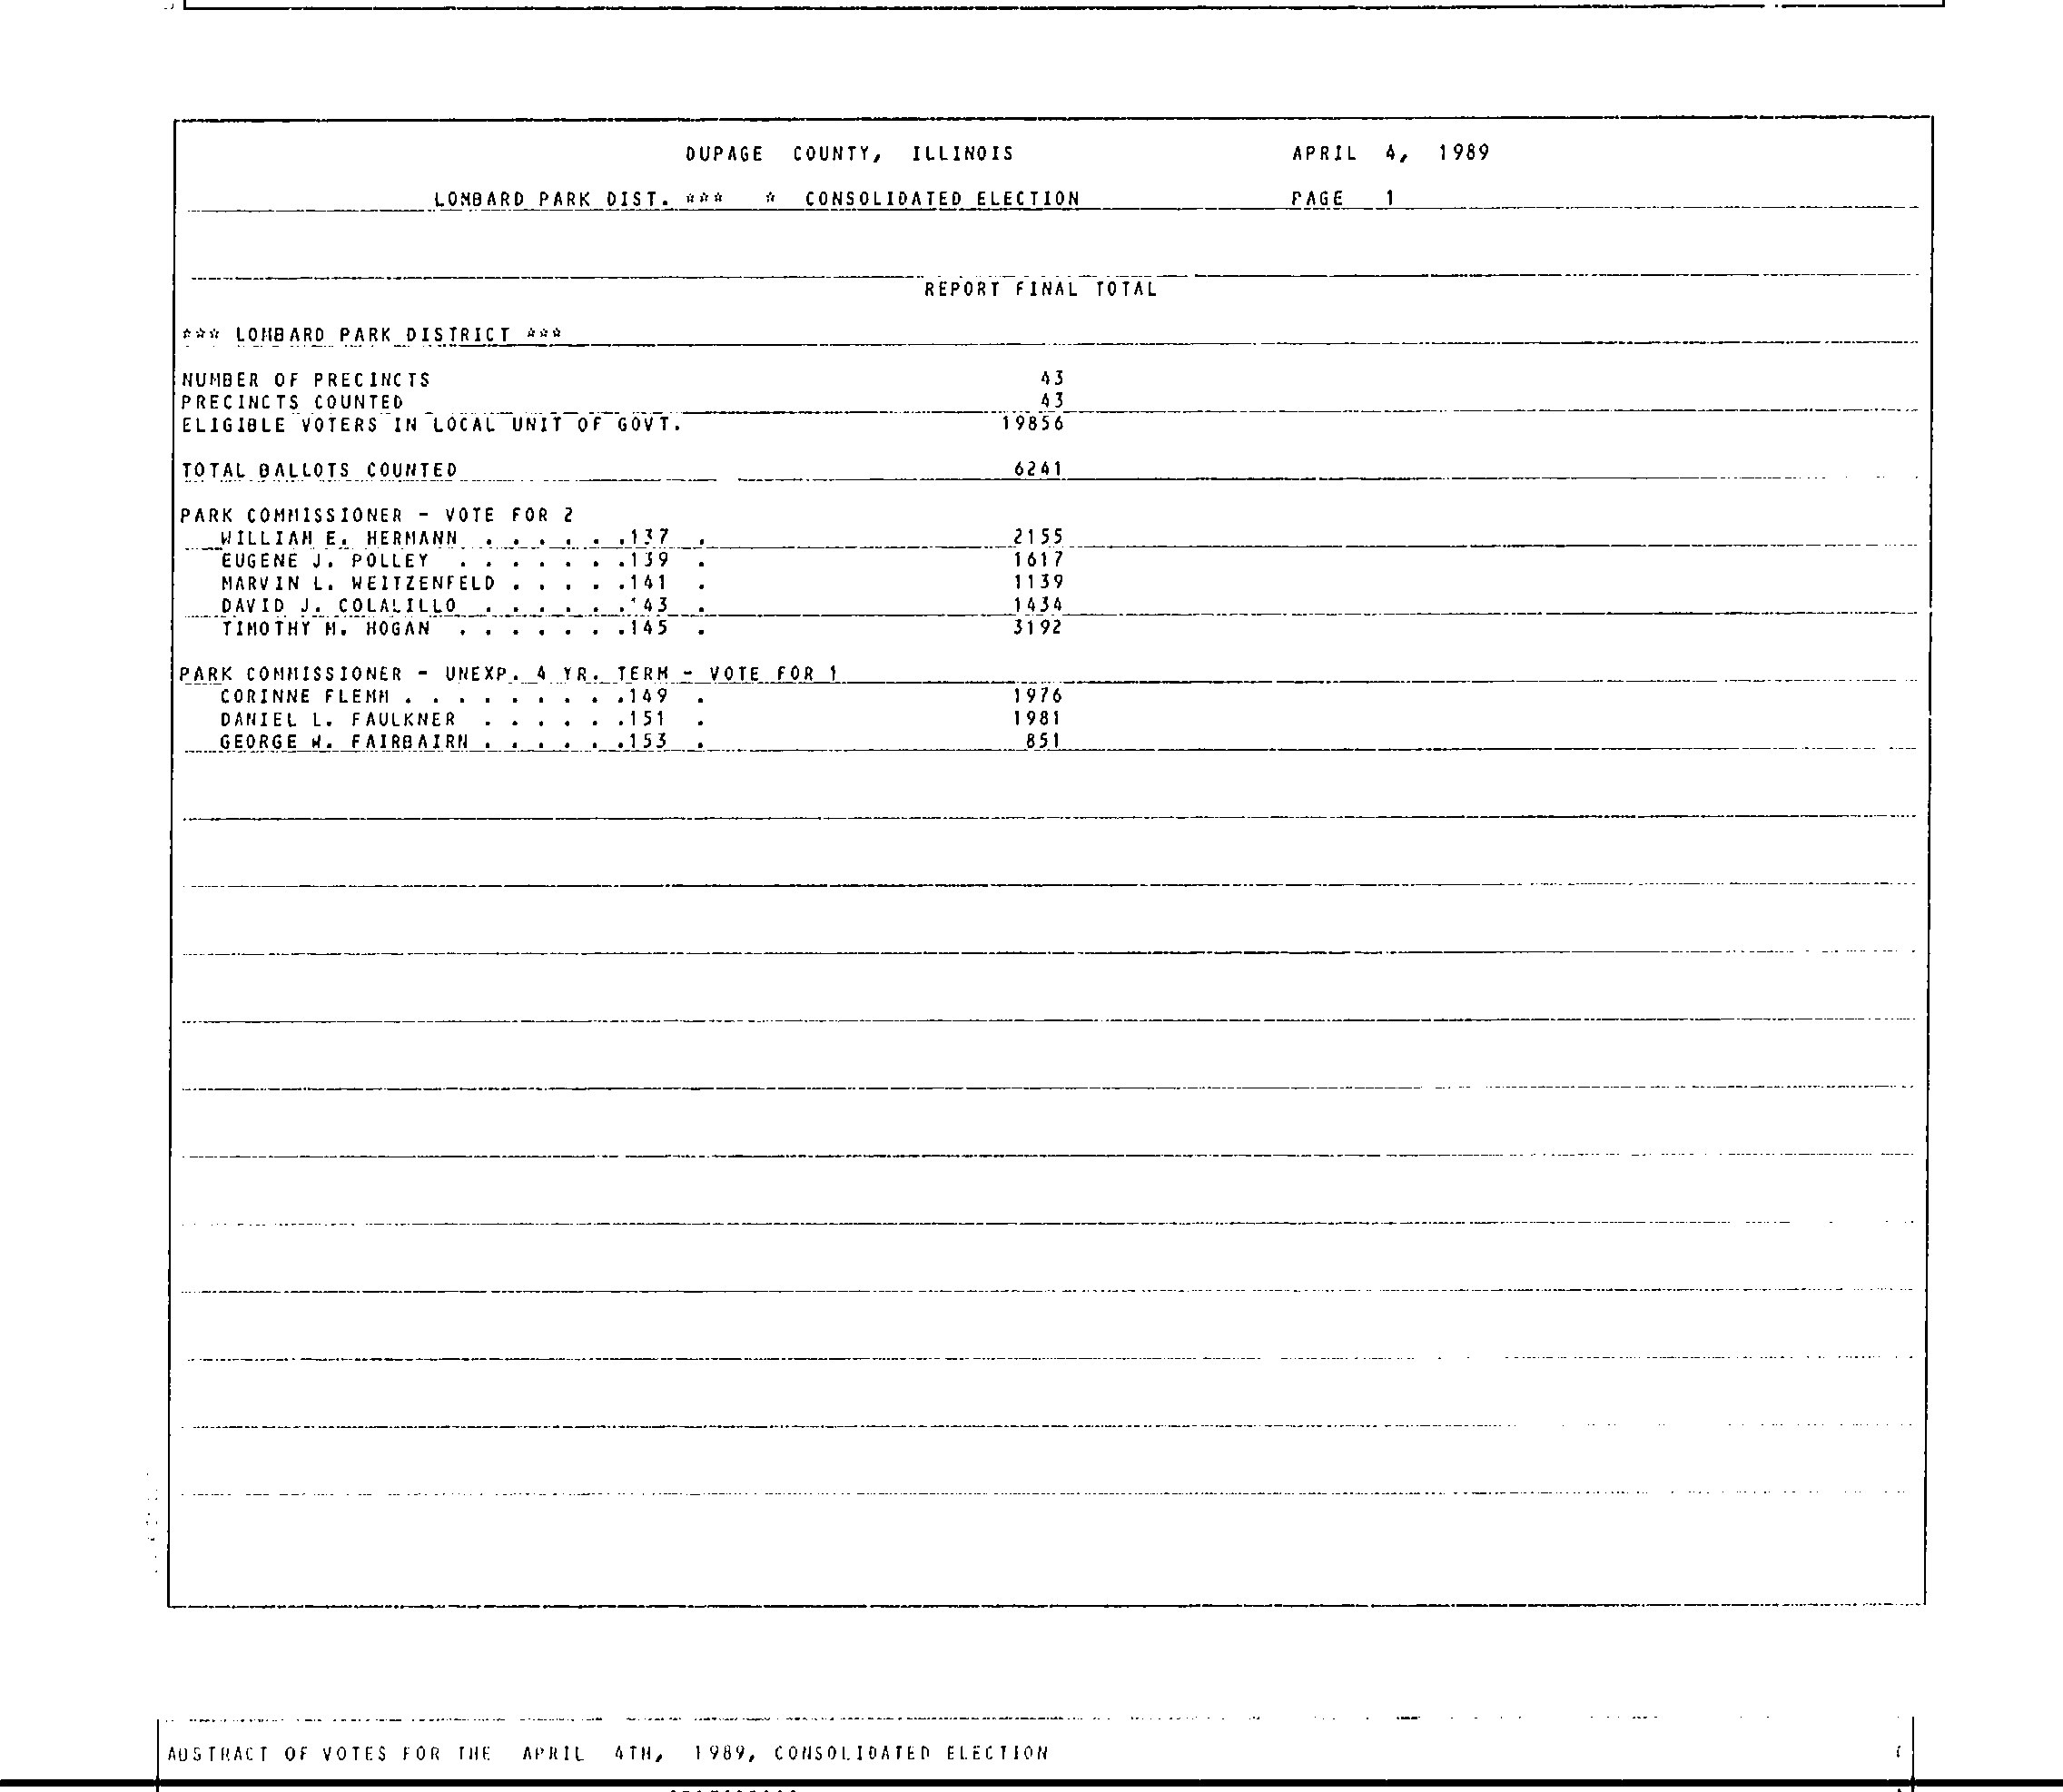 DUPAGE COUNTY, ILLINOIS APRIL 4, 1989
LOMBARD PARK DIST. *** * CONSOLIDATED ELECTION PAGE 1
REPORT FINAL TOTAL
*** LOMBARD PARK DISTRICT ***
NUMBER OF PRECINCTS 43
PRECINCTS COUNTED 43
ELIGIBLE VOTERS IN LOCAL UNIT OF GOVT. 19856
TOTAL BALLOTS COUNTED 6241
PARK COMMISSIONER - VOTE FOR 2
WILLIAM E. HERMANN . . . . . .137 . 2155
EUGENE J. POLLEY . . . . . . .139 . 1617
MARVIN L. WEITZENFELD . . . . .141 . 1139
DAVID J. COLALILLO . . . . . .143 . 1434
TIMOTHY M. HOGAN . . . . . . .145 . 3192
PARK COMMISSIONER - UNEXP. 4 YR. TERM - VOTE FOR 1
CORINNE FLEMM . . . . . . . . .149 . 1976
DANIEL L. FAULKNER . . . . . .151 . 1981
GEORGE W. FAIRBAIRN . . . . . .153 . 851
ABSTRACT OF VOTES FOR THE APRIL 4TH, 1989, CONSOLIDATED ELECTION